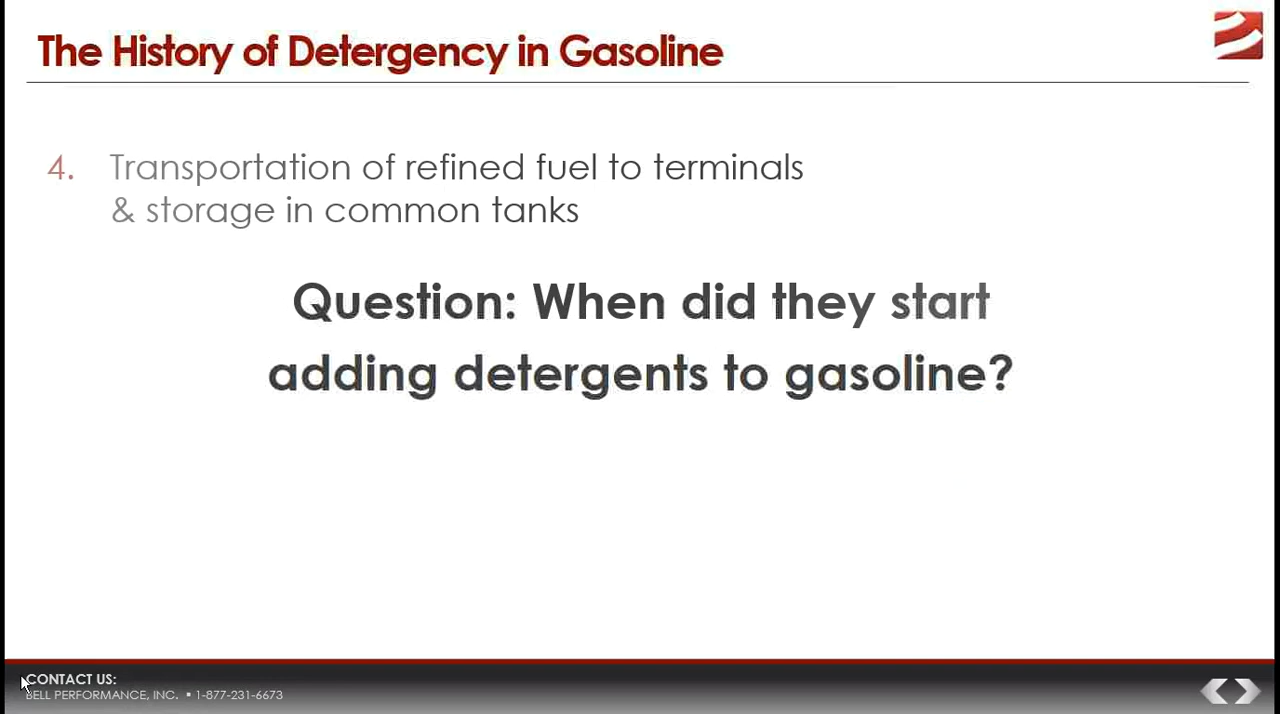 The History of Detergency in Gasoline
4. Transportation of refined fuel to terminals
& storage in common tanks
Question: When did they start
adding detergents to gasoline?
CONTACT US:
BELL PERFORMANCE, INC. ▪ 1-877-231-6673